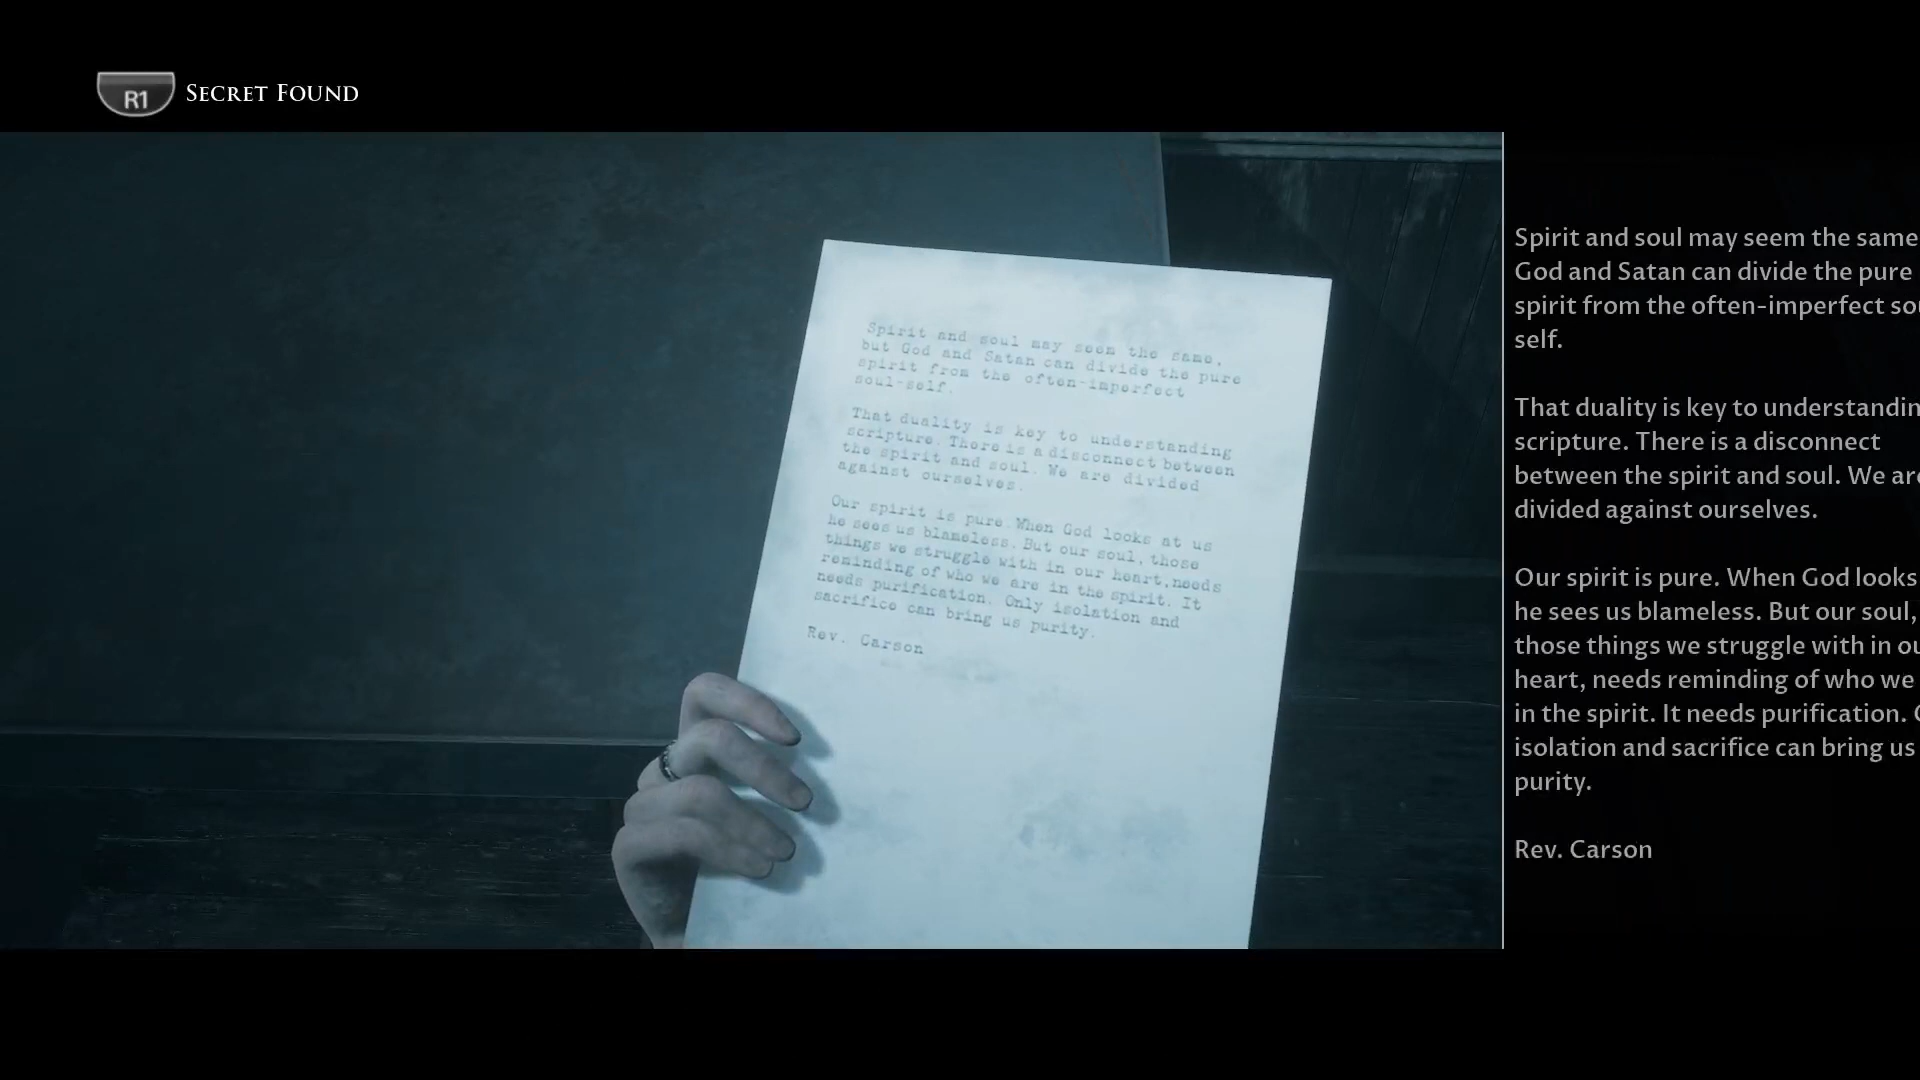 R1 Secret Found
Spirit and soul may seem the same,
but God and Satan can divide the pure
spirit from the often-imperfect
soul-self.
That duality is key to understanding
scripture. There is a disconnect between
the spirit and soul. We are divided
against ourselves.
Our spirit is pure. When God looks at us
he sees us blameless. But our soul, those
things we struggle with in our heart, needs
reminding of who we are in the spirit. It
needs purification. Only isolation and
sacrifice can bring us purity.
Rev. Carson
Spirit and soul may seem the same
God and Satan can divide the pure
spirit from the often-imperfect
self.
That duality is key to
scripture. There is a disconnect
between the spirit and soul. We
divided against ourselves.
Our spirit is pure. When God looks
he sees us blameless. But our soul,
those things we struggle with in
heart, needs reminding of who we
in the spirit. It needs purification.
isolation and sacrifice can bring us
purity.
Rev. Carson